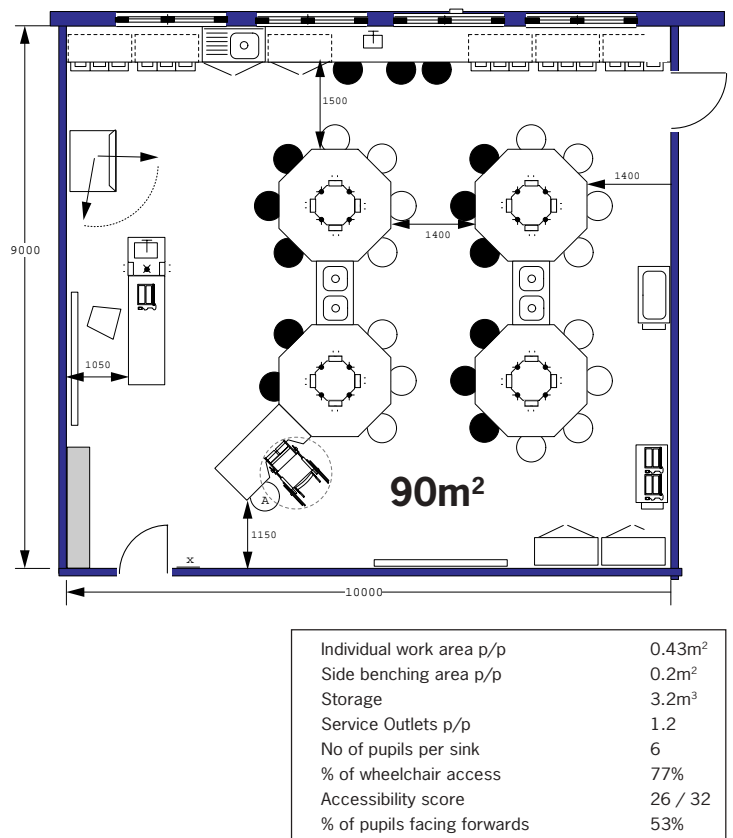 1500
1400
1400
9000
1050
A
90m²
1150
x
10000
Individual work area p/p 0.43m²
Side benching area p/p 0.2m²
Storage 3.2m³
Service Outlets p/p 1.2
No of pupils per sink 6
% of wheelchair access 77%
Accessibility score 26 / 32
% of pupils facing forwards 53%